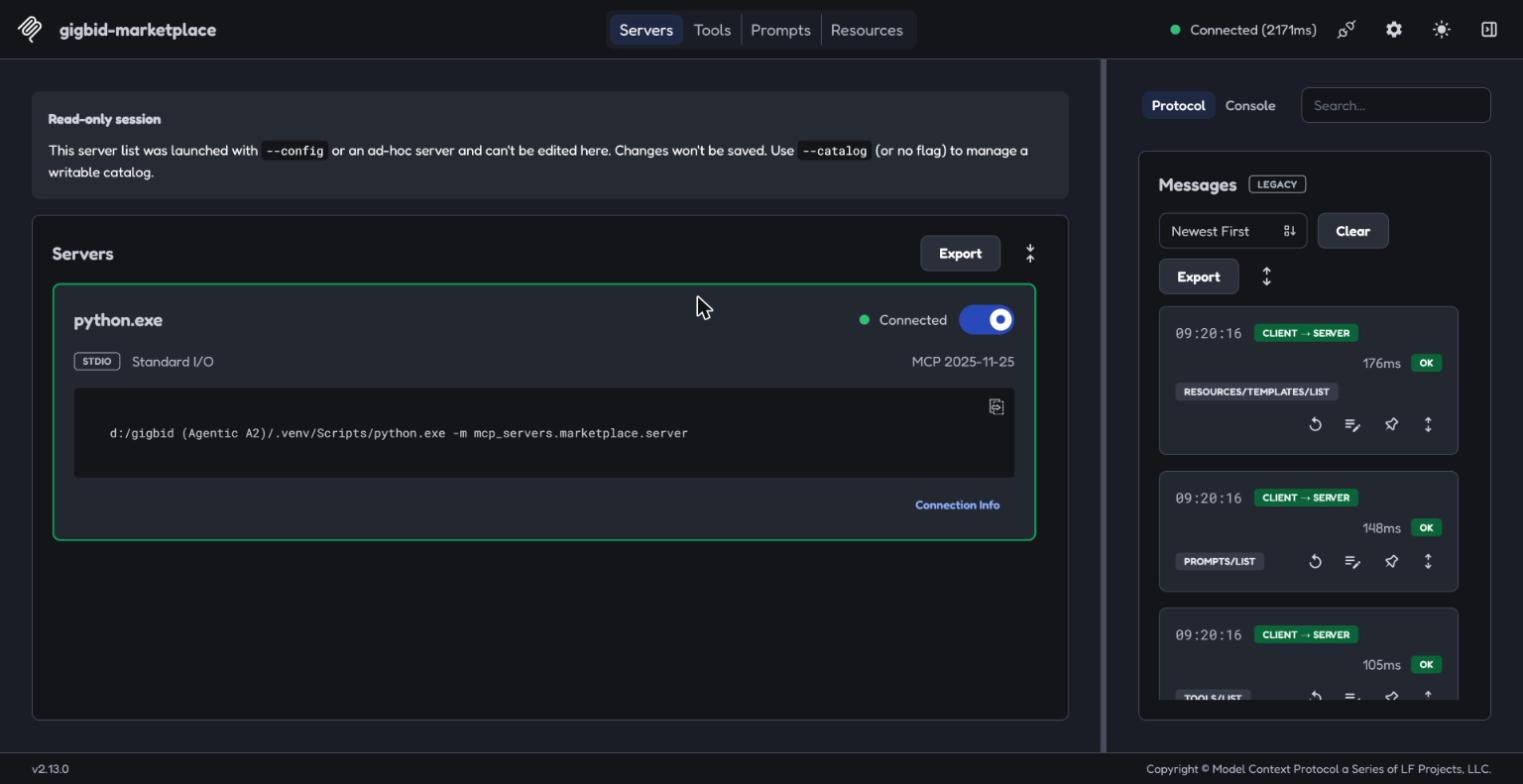 gigbid-marketplace
Servers Tools Prompts Resources
Connected (2171ms)
Read-only session
This server list was launched with --config or an ad-hoc server and can't be edited here. Changes won't be saved. Use --catalog (or no flag) to manage a
writable catalog.
Servers
Export
python.exe
Connected
STDIO Standard I/O
MCP 2025-11-25
d:/gigbid (Agentic A2)/.venv/Scripts/python.exe -m mcp_servers.marketplace.server
Connection Info
Protocol Console
Search...
Messages LEGACY
Newest First
Clear
Export
09:20:16 CLIENT → SERVER
176ms OK
RESOURCES/TEMPLATES/LIST
09:20:16 CLIENT → SERVER
148ms OK
PROMPTS/LIST
09:20:16 CLIENT → SERVER
105ms OK
TOOLS/LIST
v2.13.0
Copyright © Model Context Protocol a Series of LF Projects, LLC.